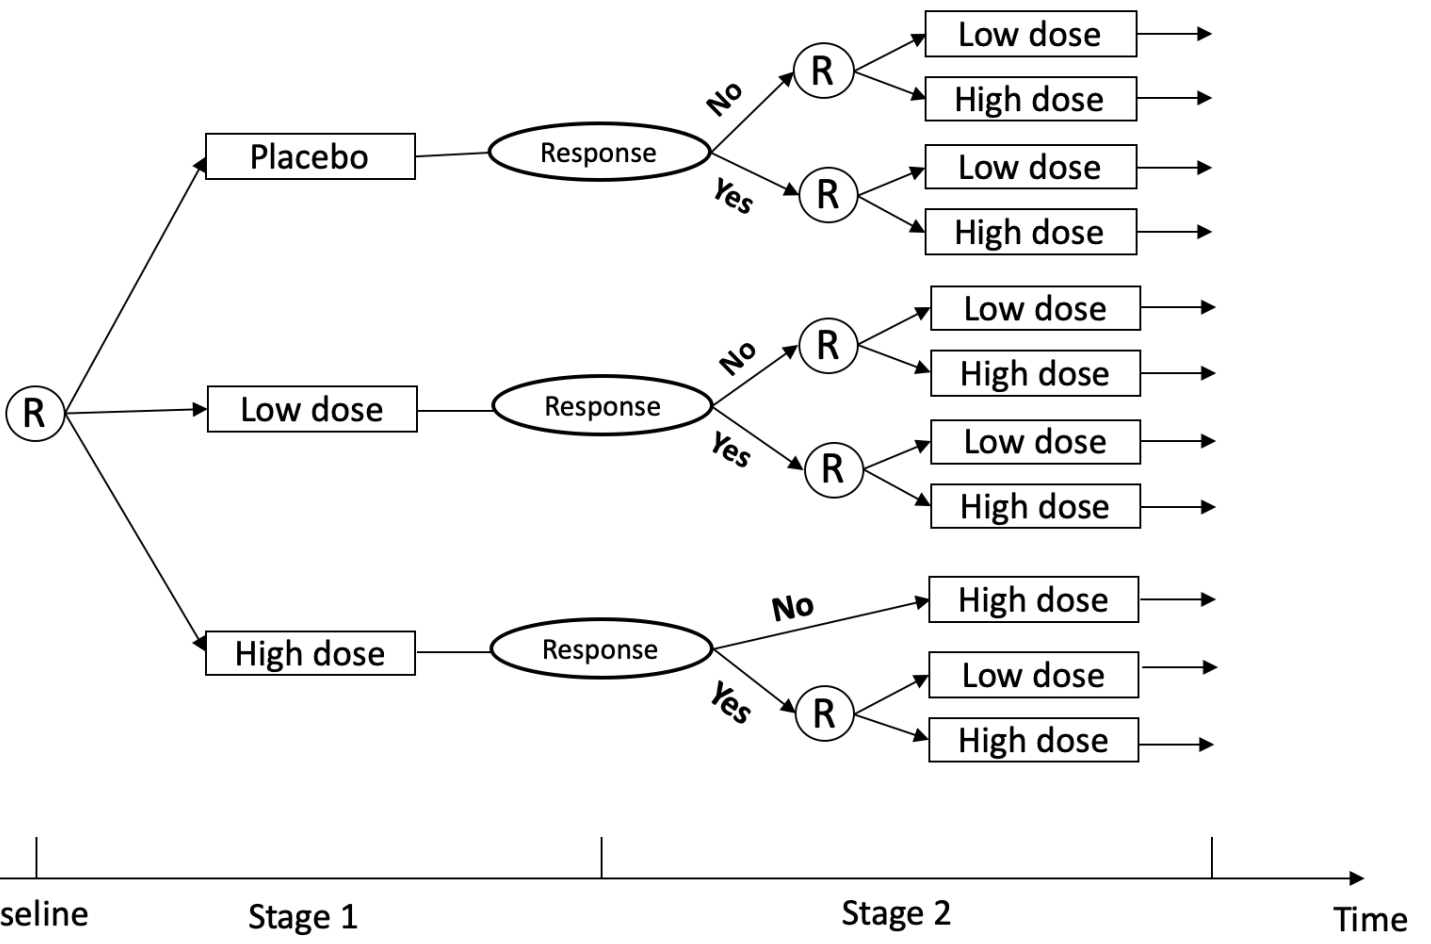 R
Placebo
Response
No
R
Low dose
High dose
Yes
R
Low dose
High dose
Low dose
Response
No
R
Low dose
High dose
Yes
R
Low dose
High dose
High dose
Response
No
High dose
Yes
R
Low dose
High dose
seline
Stage 1
Stage 2
Time